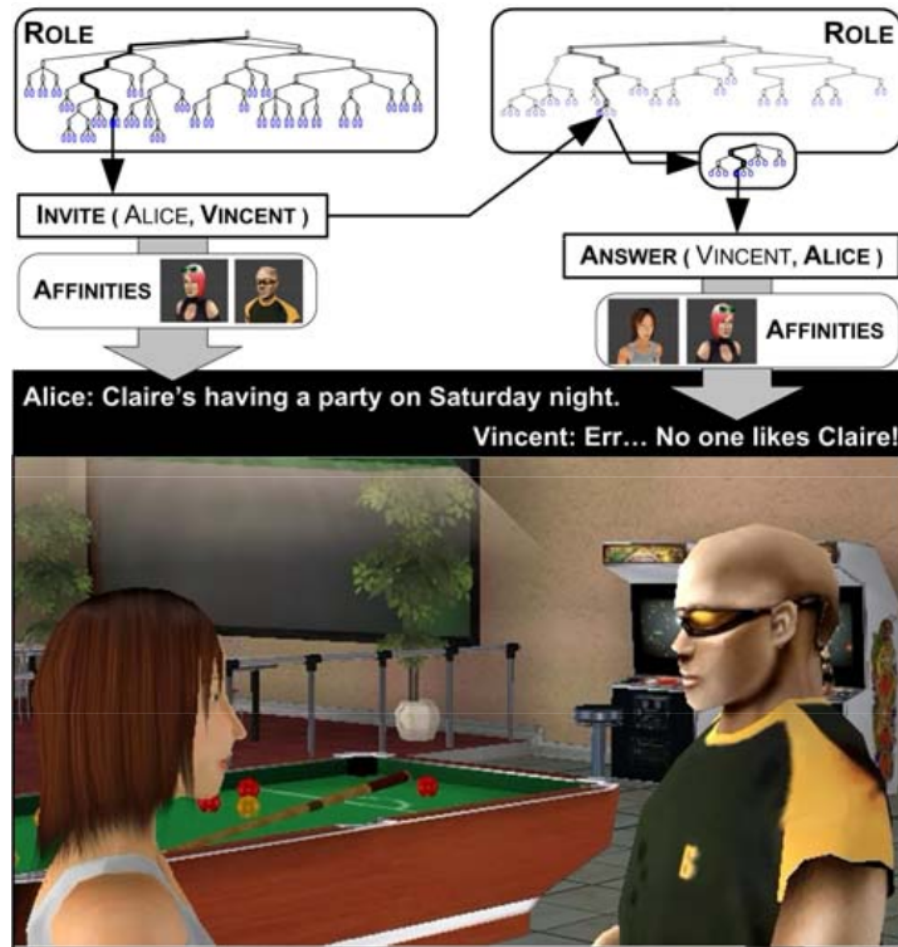 ROLE
ROLE
INVITE ( ALICE, VINCENT )
ANSWER ( VINCENT, ALICE )
AFFINITIES
AFFINITIES
Alice: Claire's having a party on Saturday night.
Vincent: Err... No one likes Claire!
6